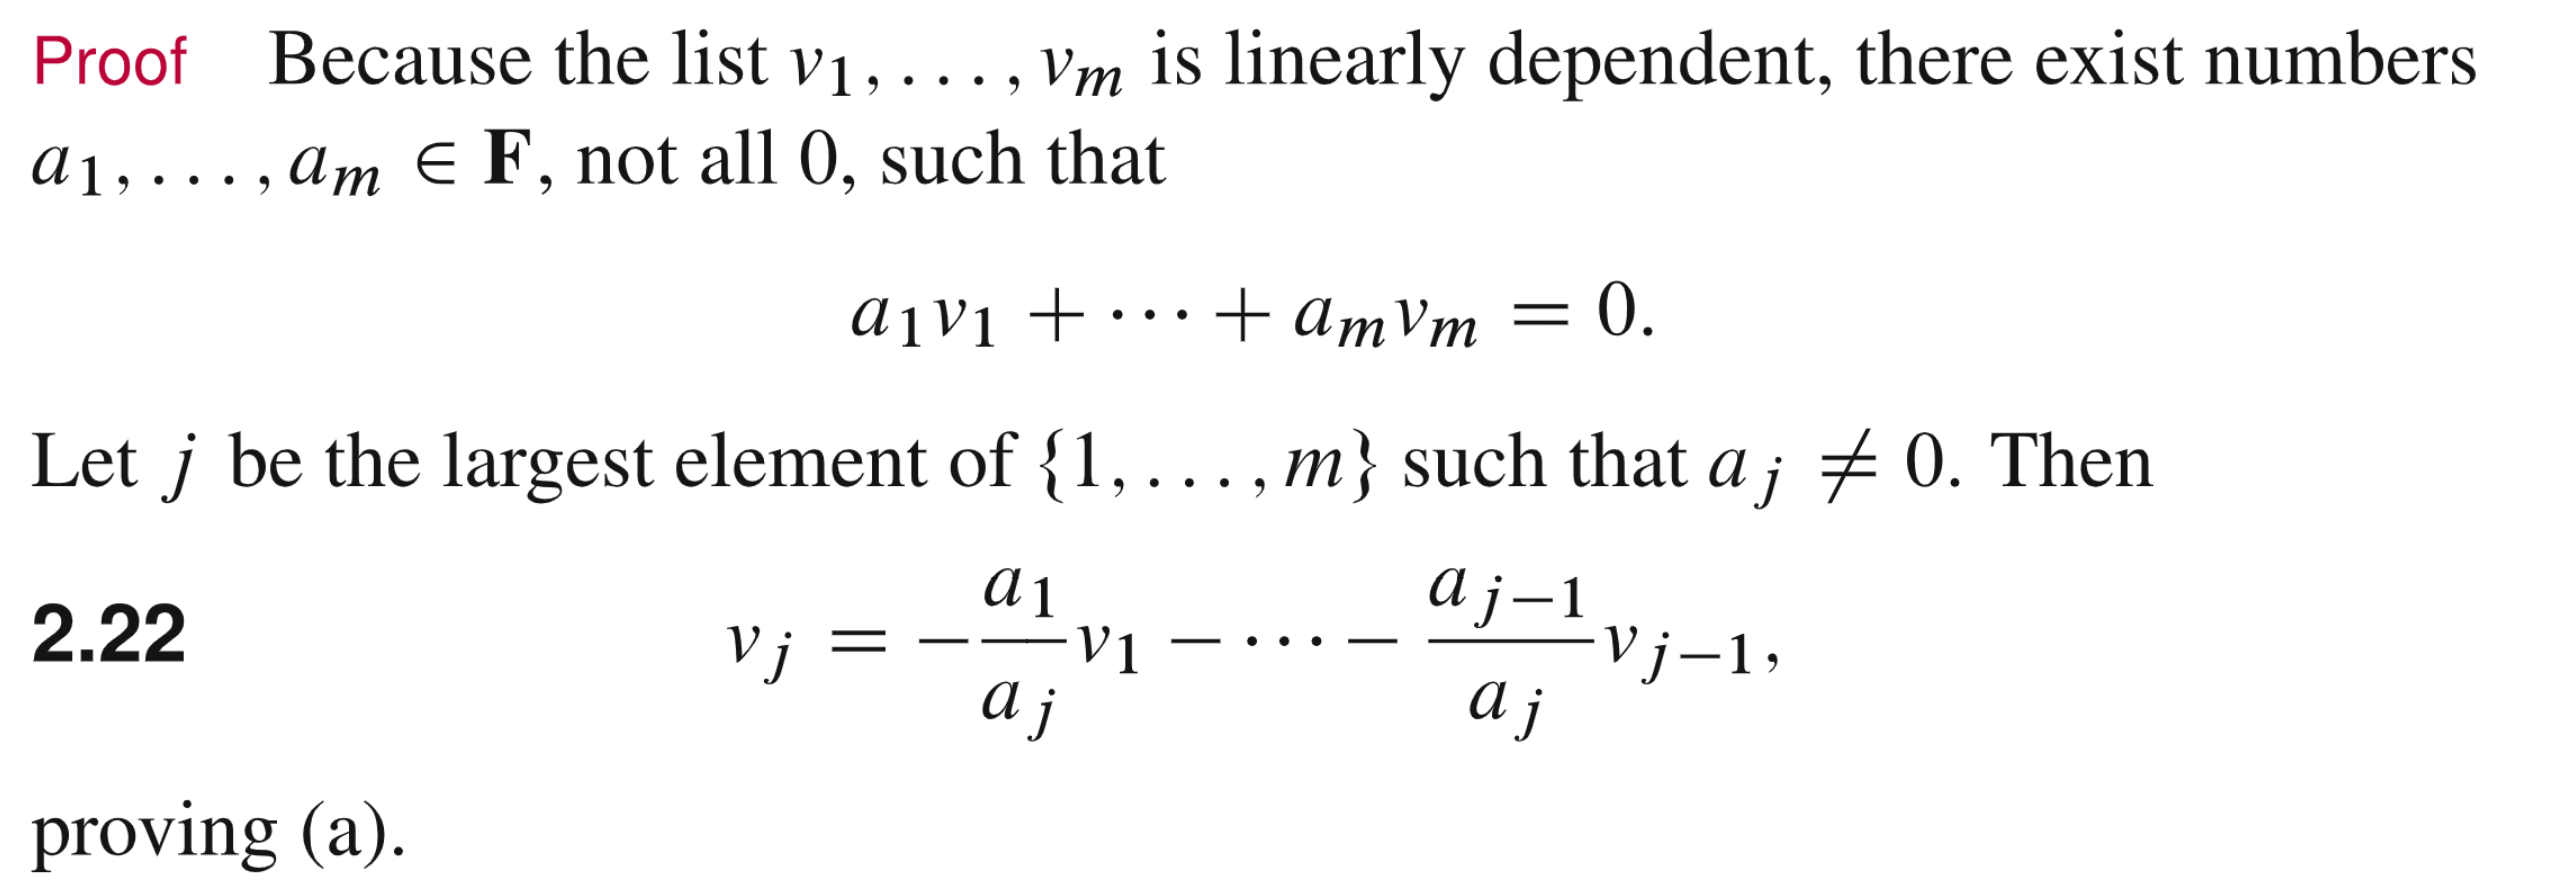 Proof Because the list v₁, . . . , vₘ is linearly dependent, there exist numbers
a₁, . . . , aₘ ∈ F, not all 0, such that
a₁v₁ + ··· + aₘvₘ = 0.
Let j be the largest element of {1, . . . , m} such that aⱼ ≠ 0. Then
2.22 vⱼ = −\frac{a₁}{aⱼ}v₁ − ··· − \frac{aⱼ₋₁}{aⱼ}vⱼ₋₁,
proving (a).